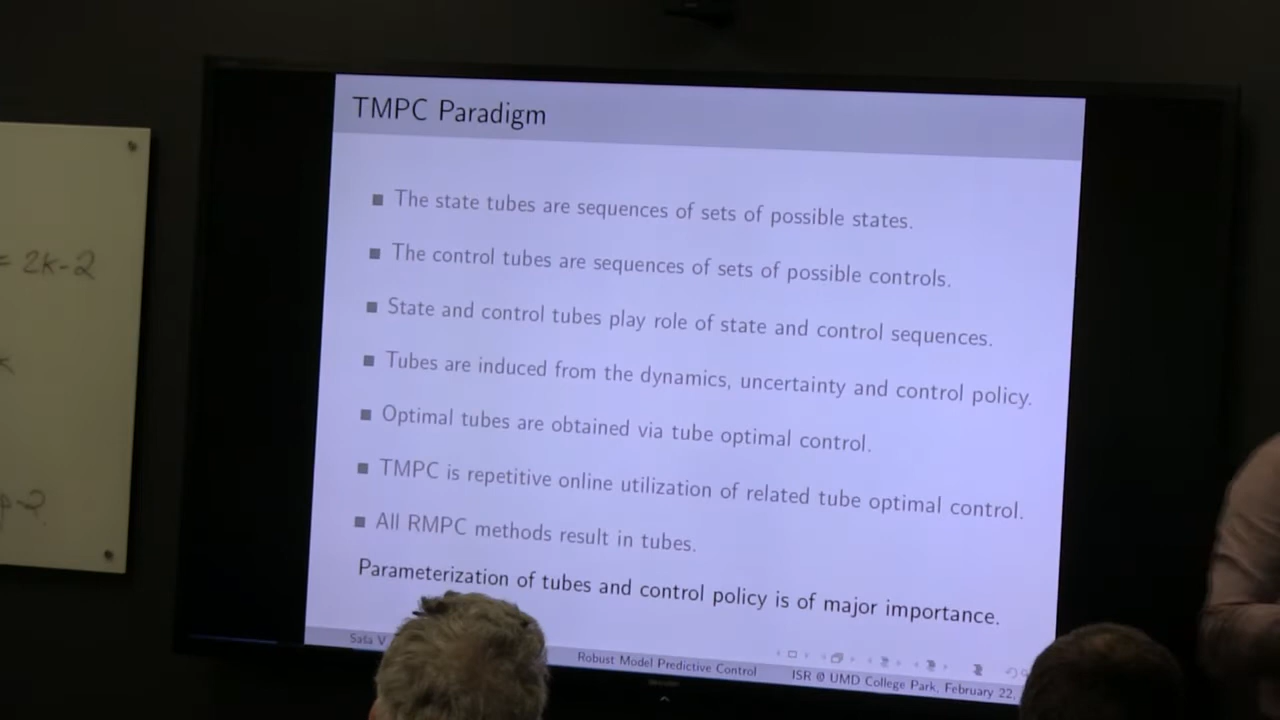 TMPC Paradigm
The state tubes are sequences of sets of possible states.
The control tubes are sequences of sets of possible controls.
State and control tubes play role of state and control sequences.
Tubes are induced from the dynamics, uncertainty and control policy.
Optimal tubes are obtained via tube optimal control.
TMPC is repetitive online utilization of related tube optimal control.
All RMPC methods result in tubes.
Parameterization of tubes and control policy is of major importance.
Saša V
Robust Model Predictive Control
ISR @ UMD College Park, February 22,
= 2k-2